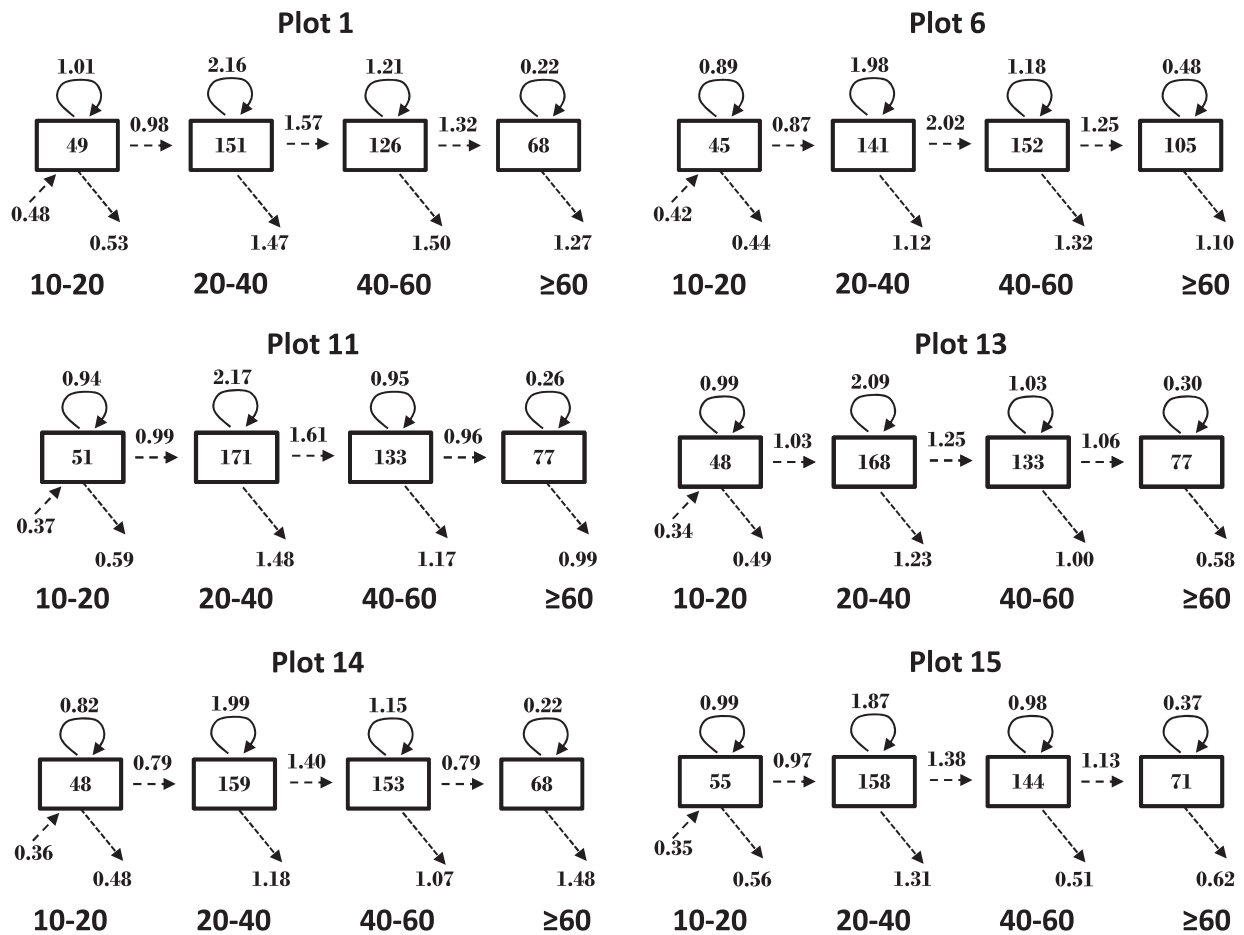 Plot 1
1.01 2.16 1.21 0.22
0.98 1.57 1.32
49 151 126 68
0.48
0.53 1.47 1.50 1.27
10-20 20-40 40-60 ≥60
Plot 6
0.89 1.98 1.18 0.48
0.87 2.02 1.25
45 141 152 105
0.42
0.44 1.12 1.32 1.10
10-20 20-40 40-60 ≥60
Plot 11
0.94 2.17 0.95 0.26
0.99 1.61 0.96
51 171 133 77
0.37
0.59 1.48 1.17 0.99
10-20 20-40 40-60 ≥60
Plot 13
0.99 2.09 1.03 0.30
1.03 1.25 1.06
48 168 133 77
0.34
0.49 1.23 1.00 0.58
10-20 20-40 40-60 ≥60
Plot 14
0.82 1.99 1.15 0.22
0.79 1.40 0.79
48 159 153 68
0.36
0.48 1.18 1.07 1.48
10-20 20-40 40-60 ≥60
Plot 15
0.99 1.87 0.98 0.37
0.97 1.38 1.13
55 158 144 71
0.35
0.56 1.31 0.51 0.62
10-20 20-40 40-60 ≥60